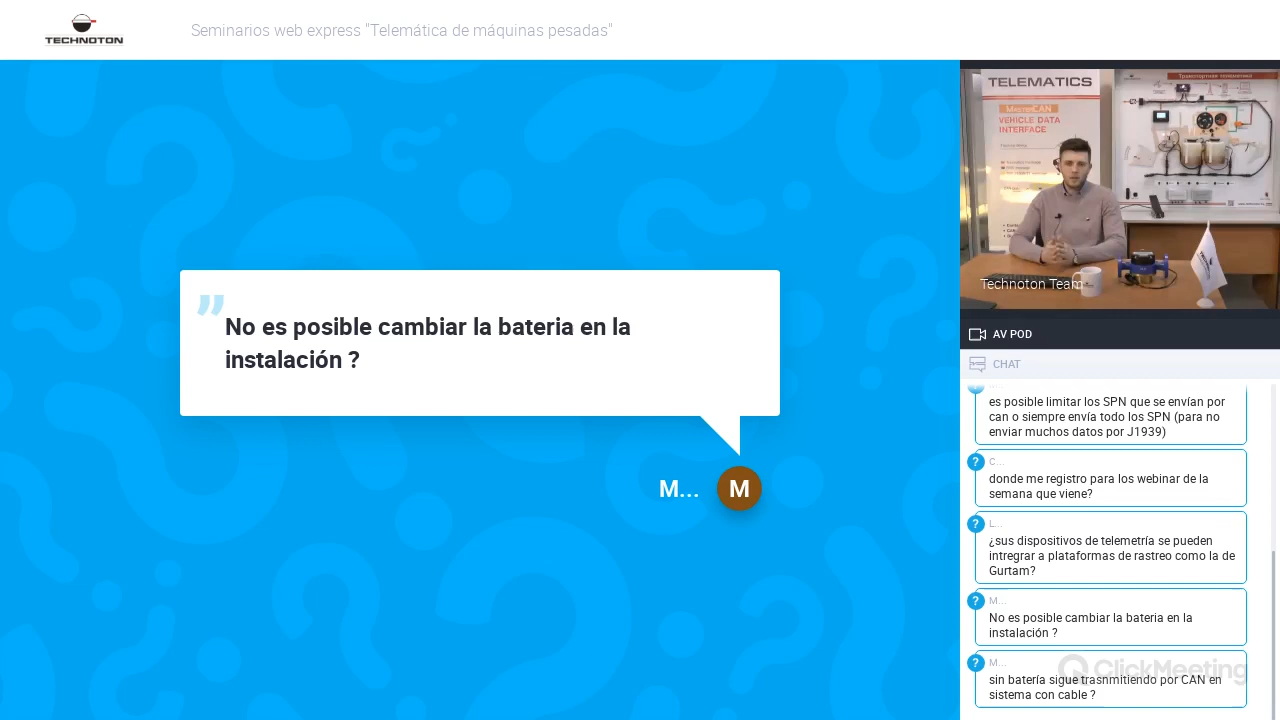 TECHNOTON
Seminarios web express "Telemática de máquinas pesadas"
No es posible cambiar la bateria en la
instalación ?
M...
M
TELEMATICS
MasterCAN
VEHICLE DATA
INTERFACE
Транспортная телематика
Technoton Team
AV POD
CHAT
es posible limitar los SPN que se envían por
can o siempre envía todo los SPN (para no
enviar muchos datos por J1939)
?
C...
donde me registro para los webinar de la
semana que viene?
?
L...
¿sus dispositivos de telemetría se pueden
intregrar a plataformas de rastreo como la de
Gurtam?
?
M...
No es posible cambiar la bateria en la
instalación ?
?
M...
sin batería sigue trasnmitiendo por CAN en
sistema con cable ?
ClickMeeting